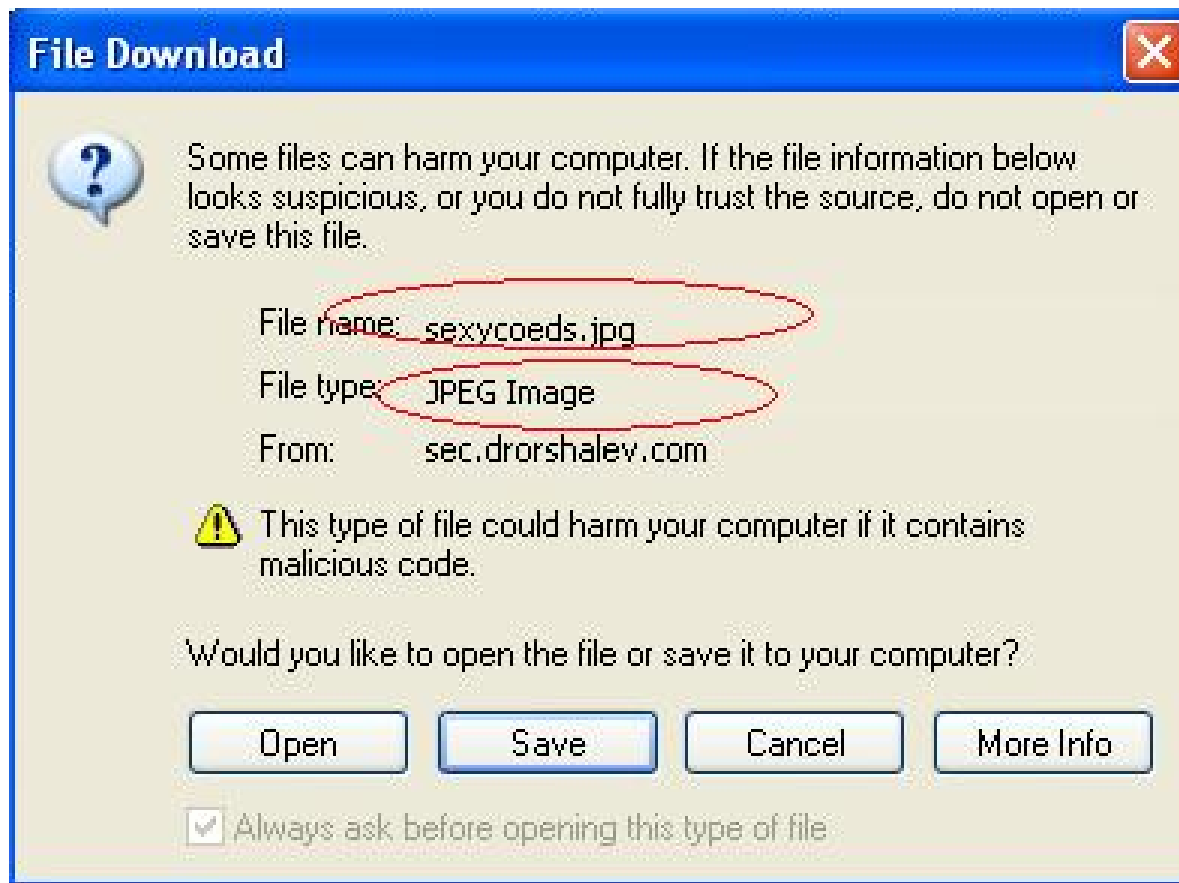 File Download
Some files can harm your computer. If the file information below
looks suspicious, or you do not fully trust the source, do not open or
save this file.
File name: sexycoeds.jpg
File type: JPEG Image
From: sec.drorshalev.com
This type of file could harm your computer if it contains
malicious code.
Would you like to open the file or save it to your computer?
Open Save Cancel More Info
Always ask before opening this type of file